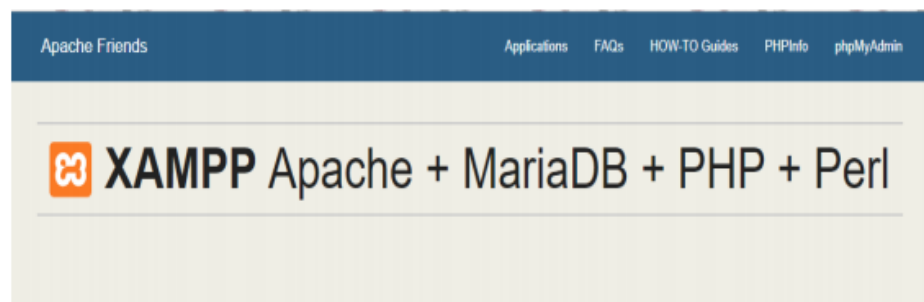 Apache Friends Applications FAQs HOW-TO Guides PHPInfo phpMyAdmin
XAMPP Apache + MariaDB + PHP + Perl